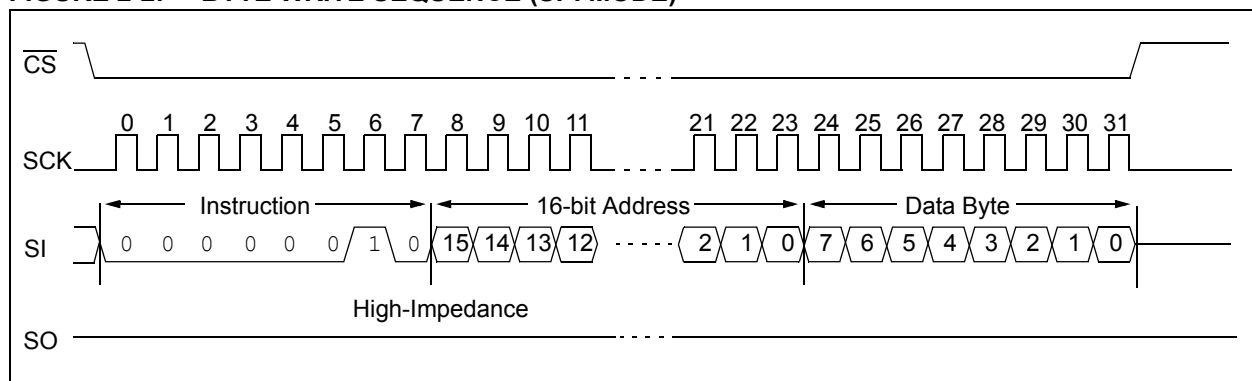 CS
0 1 2 3 4 5 6 7 8 9 10 11 21 22 23 24 25 26 27 28 29 30 31
SCK
Instruction 16-bit Address Data Byte
SI 0 0 0 0 0 0 1 0 15 14 13 12 2 1 0 7 6 5 4 3 2 1 0
High-Impedance
SO